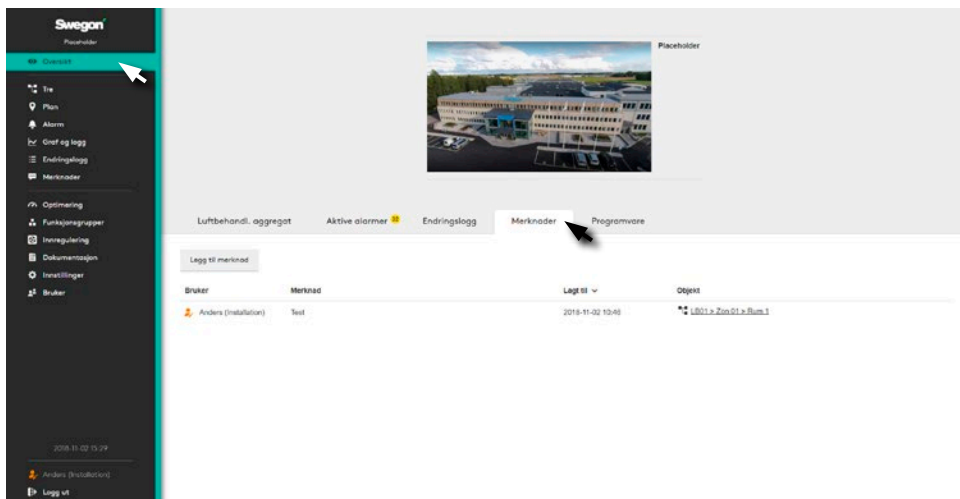 Swegon
Placeholder
Oversikt
Tre
Plan
Alarm
Graf og logg
Endringslogg
Merknader
Optimering
Funksjonsgrupper
Innregulering
Dokumentasjon
Innstillinger
Bruker
2018-11-02 15:29
Anders (Installation)
Logg ut
Placeholder
Luftbehandl. aggregat Aktive alarmer Endringslogg Merknader Programvare
Legg til merknad
Bruker Merknad Lagt til Objekt
Anders (Installation) Test 2018-11-02 10:46 LB01 > Zon 01 > Rum 1